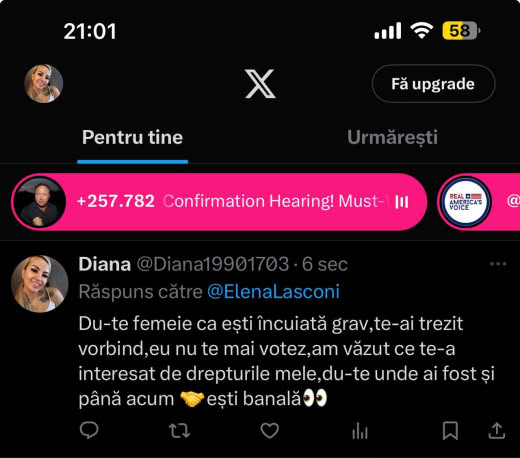 21:01
58
X
Fă upgrade
Pentru tine
Urmărești
+257.782 Confirmation Hearing! Must-
REAL
AMERICA'S
VOICE
@
Diana @Diana19901703 · 6 sec
Răspuns către @ElenaLasconi
Du-te femeie ca ești încuiată grav,te-ai trezit
vorbind,eu nu te mai votez,am văzut ce te-a
interesat de drepturile mele,du-te unde ai fost și
până acum 🤝ești banală👀